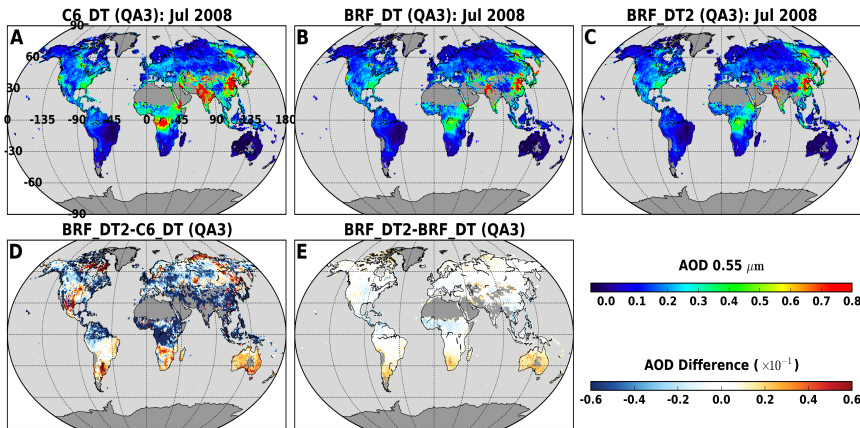 C6_DT (QA3): Jul 2008
BRF_DT (QA3): Jul 2008
BRF_DT2 (QA3): Jul 2008
90
A
B
C
60
30
0 -135 -90 -45 0 45 90 135 180
-30
-60
-90
BRF_DT2-C6_DT (QA3)
BRF_DT2-BRF_DT (QA3)
D
E
AOD 0.55 μm
0.0 0.1 0.2 0.3 0.4 0.5 0.6 0.7 0.8
AOD Difference (×10⁻¹)
-0.6 -0.4 -0.2 0.0 0.2 0.4 0.6